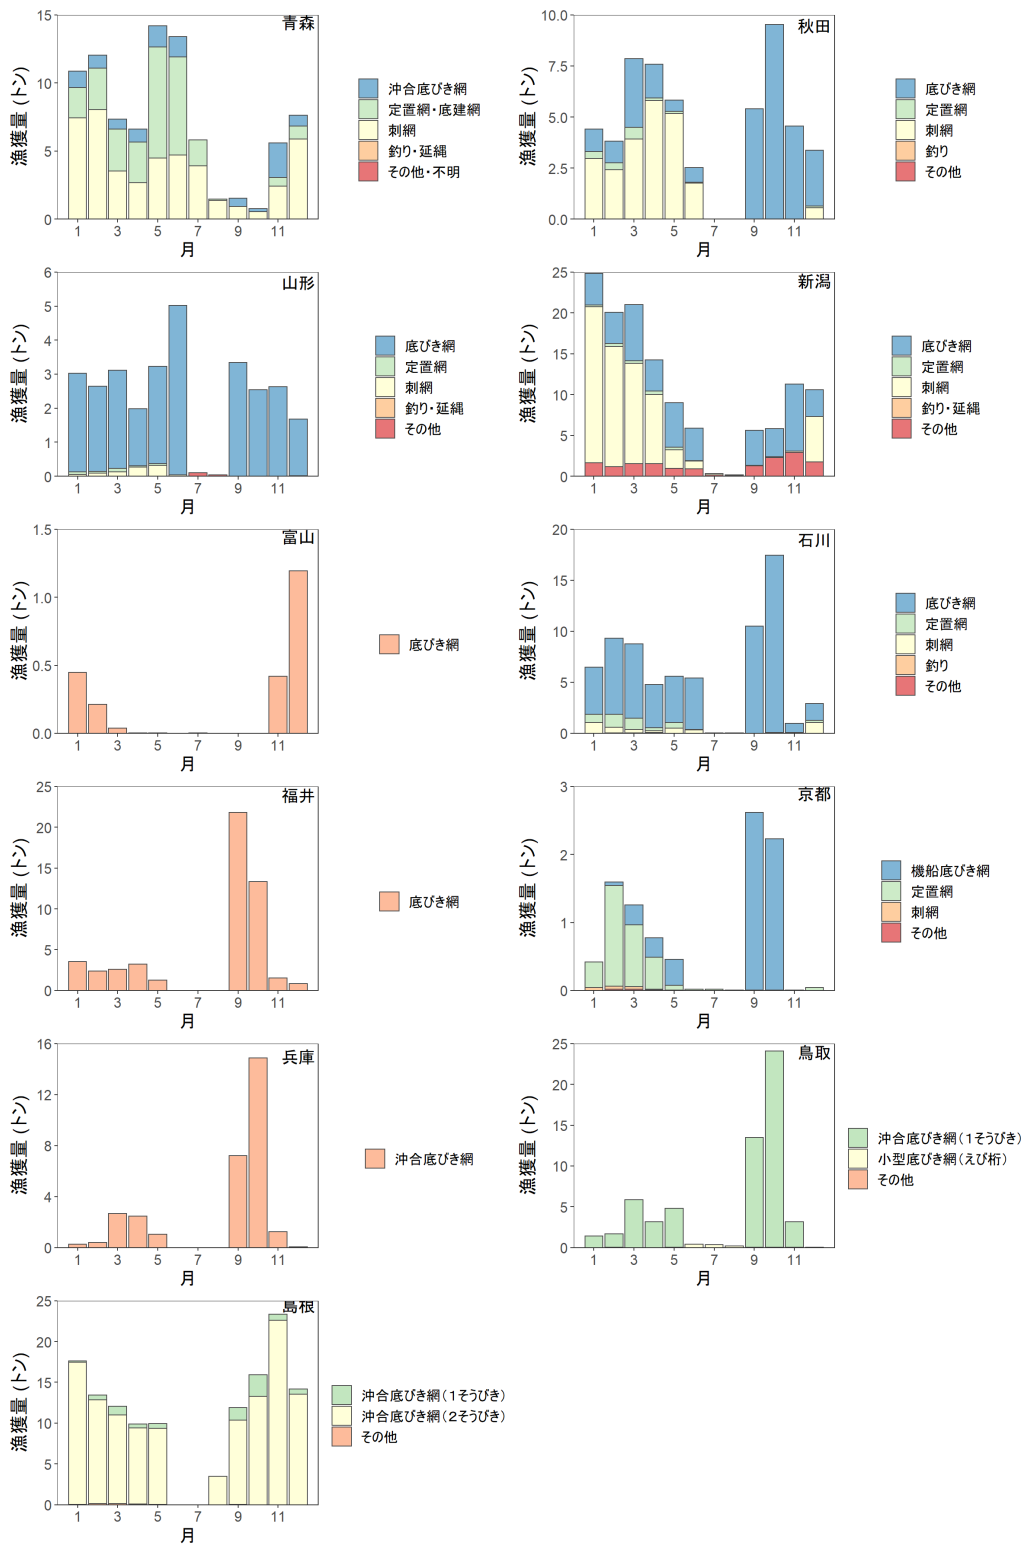 青森
漁獲量 (トン)
15
10
5
0
1 3 5 7 9 11
月
沖合底びき網
定置網・底建網
刺網
釣り・延縄
その他・不明
秋田
漁獲量 (トン)
10.0
7.5
5.0
2.5
0.0
1 3 5 7 9 11
月
底びき網
定置網
刺網
釣り
その他
山形
漁獲量 (トン)
6
5
4
3
2
1
0
1 3 5 7 9 11
月
底びき網
定置網
刺網
釣り・延縄
その他
新潟
漁獲量 (トン)
25
20
15
10
5
0
1 3 5 7 9 11
月
底びき網
定置網
刺網
釣り・延縄
その他
富山
漁獲量 (トン)
1.5
1.0
0.5
0.0
1 3 5 7 9 11
月
底びき網
石川
漁獲量 (トン)
20
15
10
5
0
1 3 5 7 9 11
月
底びき網
定置網
刺網
釣り
その他
福井
漁獲量 (トン)
25
20
15
10
5
0
1 3 5 7 9 11
月
底びき網
京都
漁獲量 (トン)
3
2
1
0
1 3 5 7 9 11
月
機船底びき網
定置網
刺網
その他
兵庫
漁獲量 (トン)
16
12
8
4
0
1 3 5 7 9 11
月
沖合底びき網
鳥取
漁獲量 (トン)
25
20
15
10
5
0
1 3 5 7 9 11
月
沖合底びき網(1そうびき)
小型底びき網(えび桁)
その他
島根
漁獲量 (トン)
25
20
15
10
5
0
1 3 5 7 9 11
月
沖合底びき網(1そうびき)
沖合底びき網(2そうびき)
その他